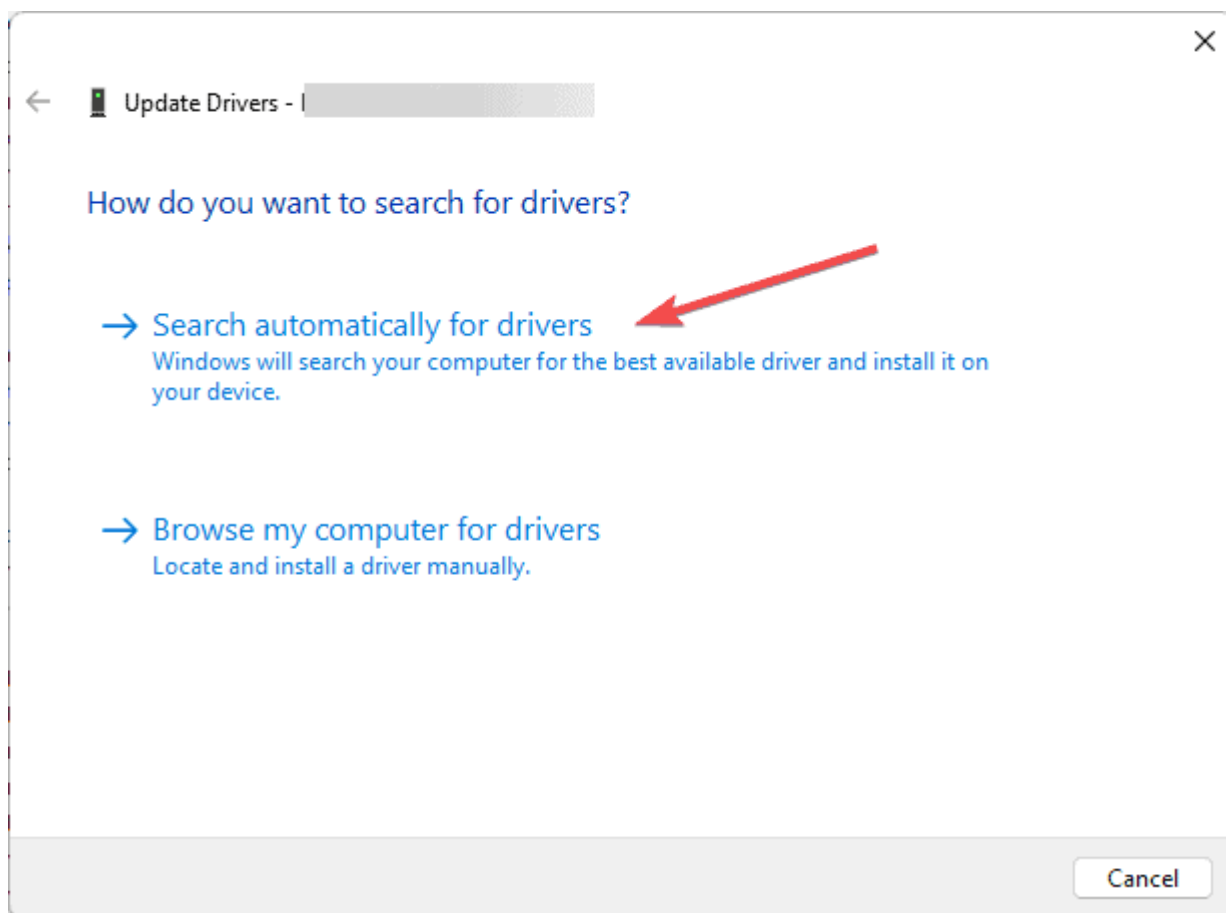 Update Drivers -
How do you want to search for drivers?
Search automatically for drivers
Windows will search your computer for the best available driver and install it on
your device.
Browse my computer for drivers
Locate and install a driver manually.
Cancel